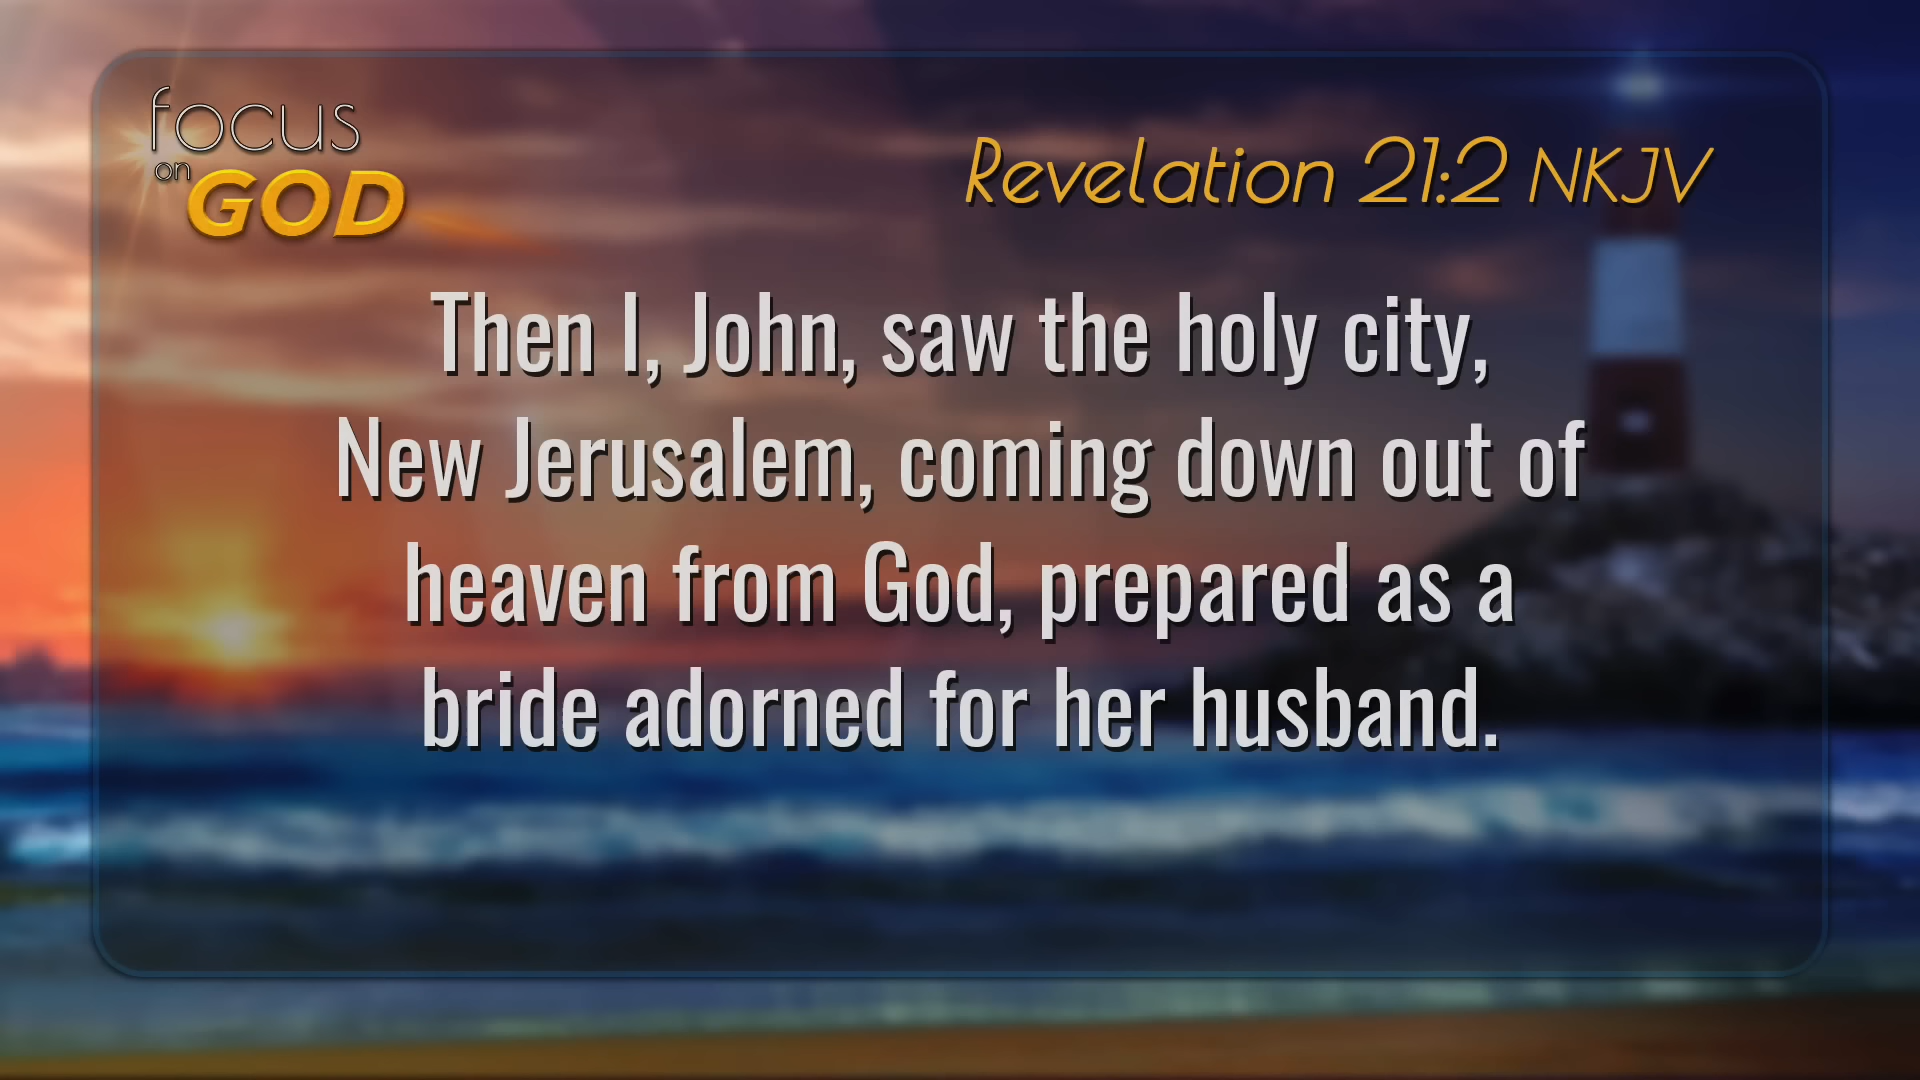 focus
on
GOD
Revelation 21:2 NKJV
Then I, John, saw the holy city,
New Jerusalem, coming down out of
heaven from God, prepared as a
bride adorned for her husband.